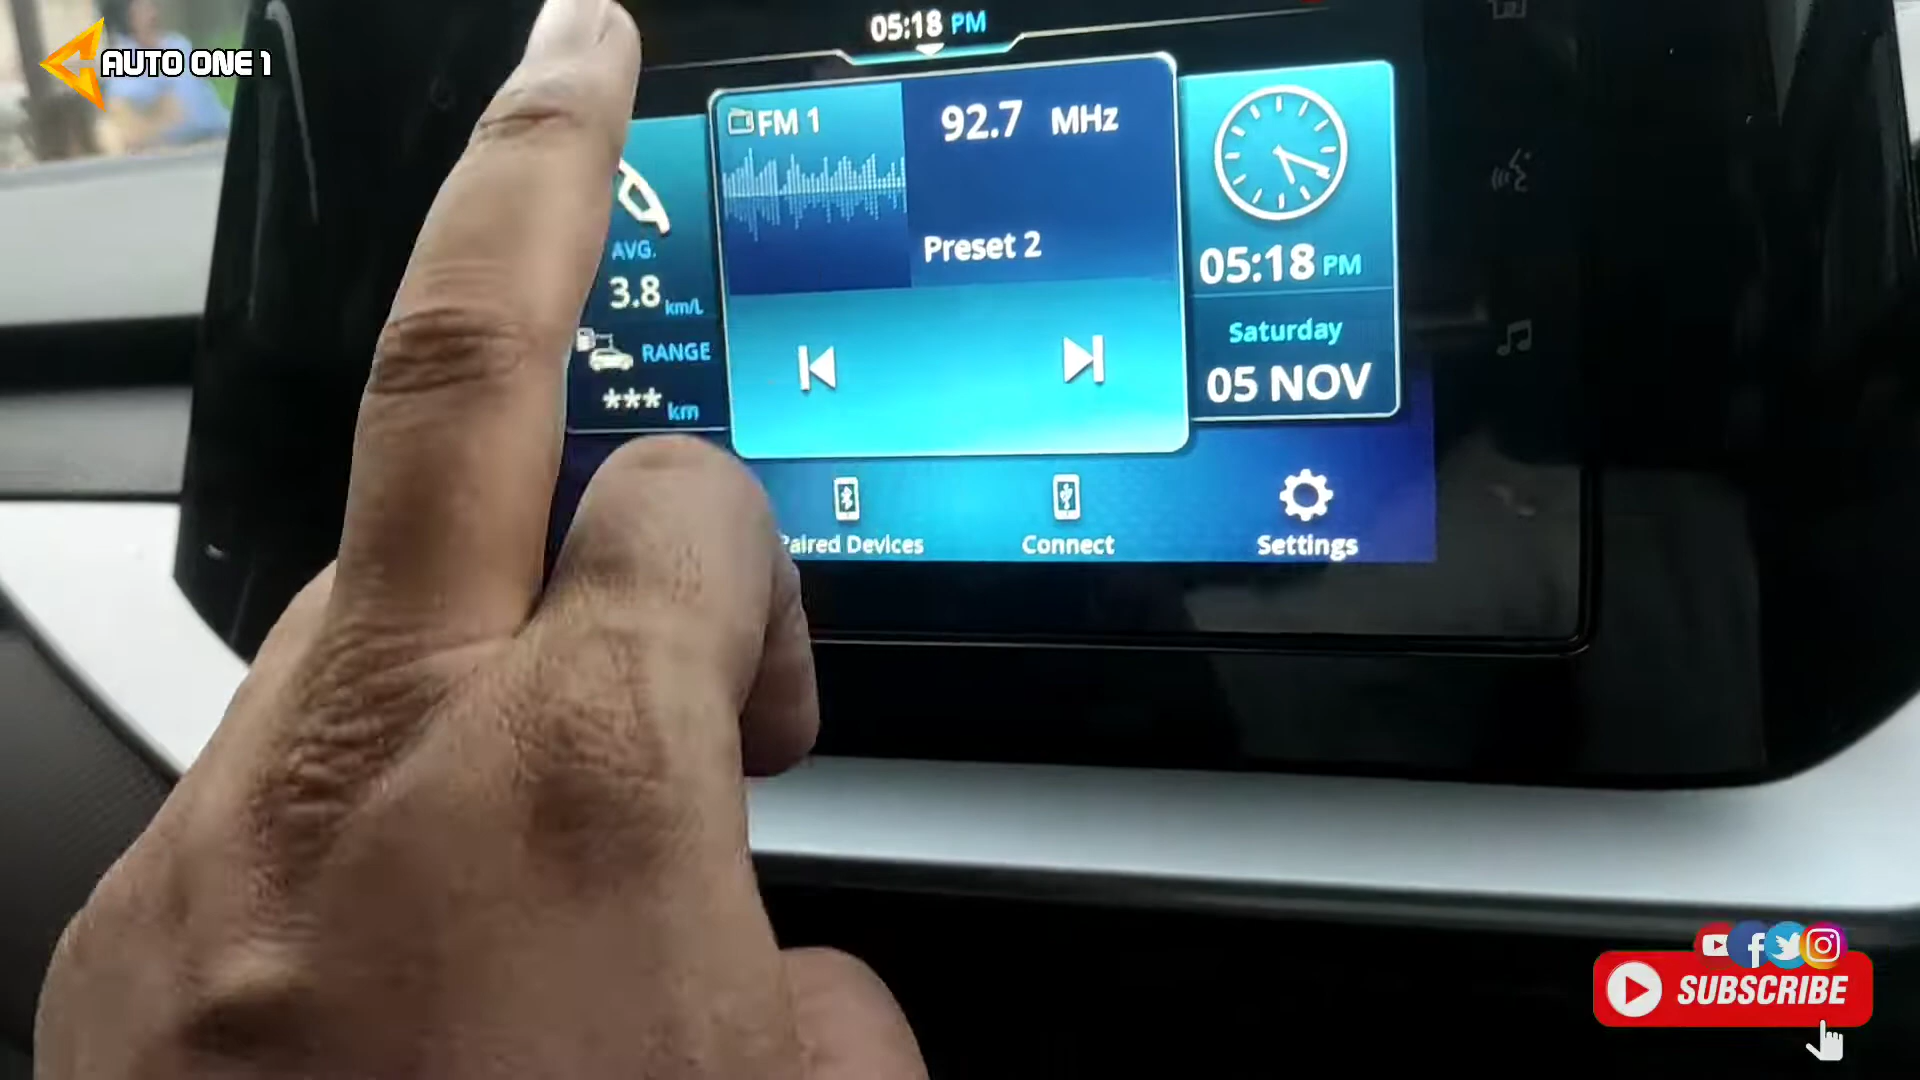 AUTO ONE 1
05:18 PM
FM 1
92.7 MHz
Preset 2
AVG.
3.8 km/L
RANGE
*** km
05:18 PM
Saturday
05 NOV
Paired Devices
Connect
Settings
SUBSCRIBE